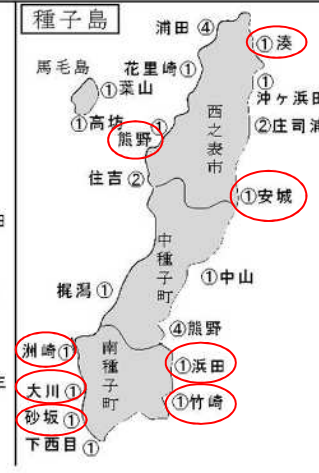 種子島
浦田④
①湊
馬毛島
花里崎①
①葉山
①
沖ヶ浜田
①高坊
①
熊野
西之表市
②庄司浦
住吉②
①安城
中種子町
①中山
梶潟①
④熊野
洲崎①
南種子町
①浜田
大川①
①竹崎
砂坂①
下西目①